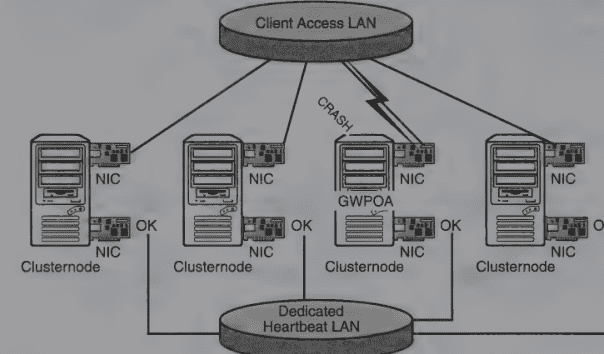 Client Access LAN
CRASH
NIC
NIC
NIC
NIC
GWPOA
OK
OK
OK
NIC
NIC
NIC
NIC
Clusternode
Clusternode
Clusternode
Clusternode
Dedicated
Heartbeat LAN